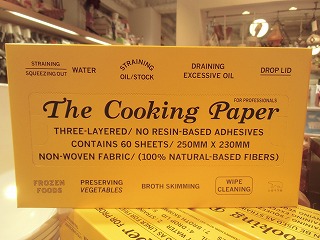 STRAINING
SQUEEZING OUT
WATER
STRAINING
OIL/STOCK
DRAINING
EXCESSIVE OIL
DROP LID
FOR PROFESSIONALS
The Cooking Paper
THREE-LAYERED/ NO RESIN-BASED ADHESIVES
CONTAINS 60 SHEETS/ 250MM X 230MM
NON-WOVEN FABRIC/ (100% NATURAL-BASED FIBERS)
FROZEN
FOODS
PRESERVING
VEGETABLES
BROTH SKIMMING
WIPE
CLEANING